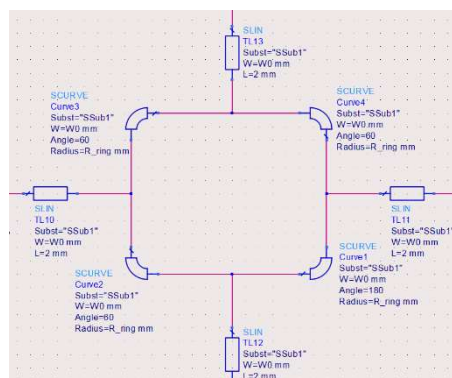 SLIN
TL13
Subst="SSub1"
W=W0 mm
L=2 mm
SCURVE
Curve3
Subst="SSub1"
W=W0 mm
Angle=60
Radius=R_ring mm
SCURVE
Curve4
Subst="SSub1"
W=W0 mm
Angle=60
Radius=R_ring mm
SLIN
TL10
Subst="SSub1"
W=W0 mm
L=2 mm
SLIN
TL11
Subst="SSub1"
W=W0 mm
L=2 mm
SCURVE
Curve2
Subst="SSub1"
W=W0 mm
Angle=60
Radius=R_ring mm
SCURVE
Curve1
Subst="SSub1"
W=W0 mm
Angle=180
Radius=R_ring mm
SLIN
TL12
Subst="SSub1"
W=W0 mm
L=2 mm